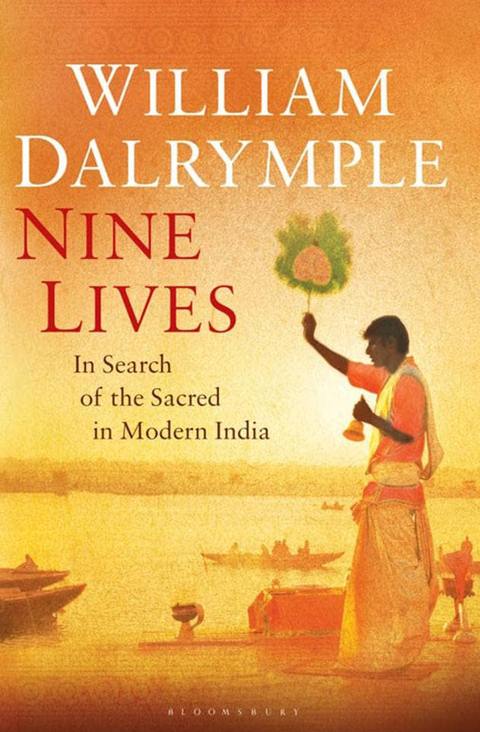 WILLIAM
DALRYMPLE
NINE
LIVES
In Search
of the Sacred
in Modern India
BLOOMSBURY